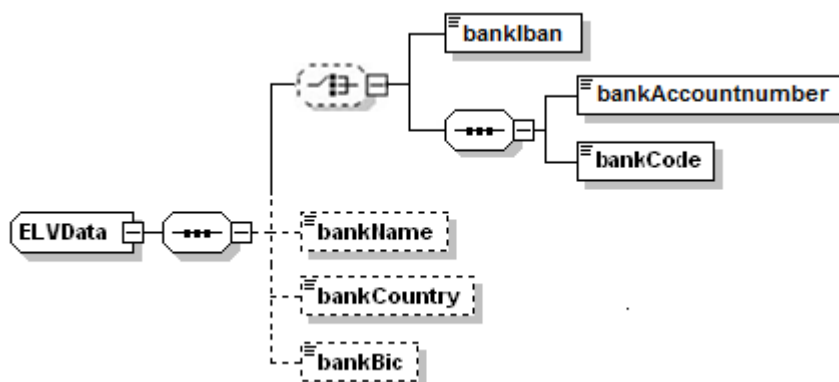 bankIban
bankAccountnumber
bankCode
ELVData
bankName
bankCountry
bankBic